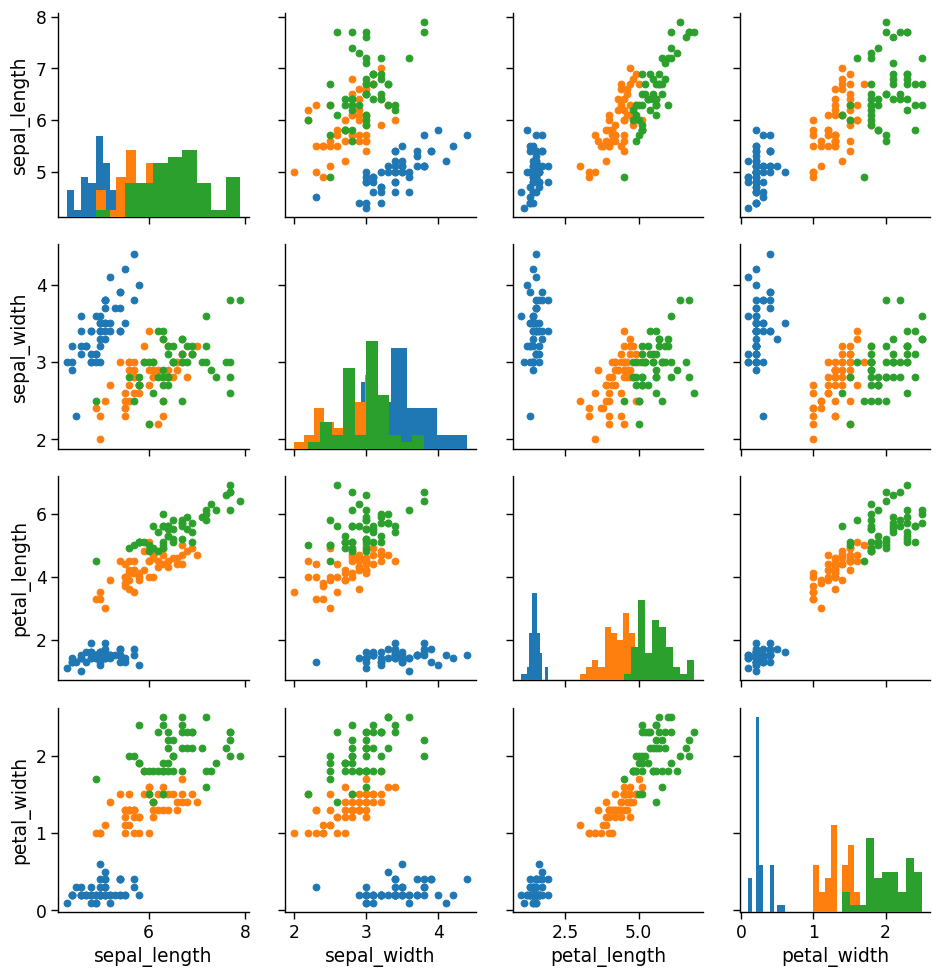 8
7
6
5
sepal_length
4
3
2
sepal_width
6
4
2
petal_length
2
1
0
petal_width
6 8
2 3 4
2.5 5.0
0 1 2
sepal_length sepal_width petal_length petal_width